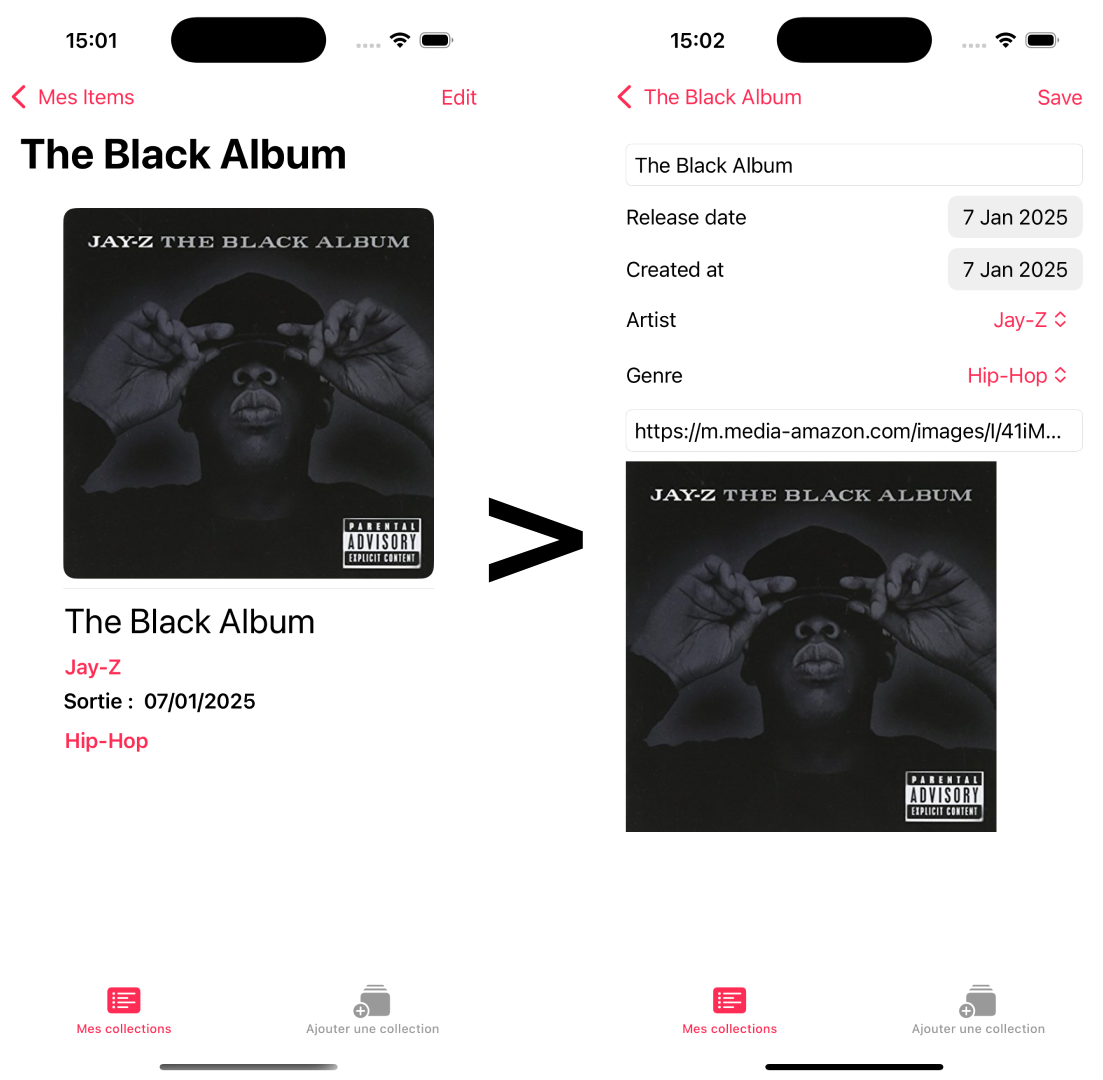 15:01
Mes Items
Edit
The Black Album
JAY-Z THE BLACK ALBUM
PARENTAL
ADVISORY
EXPLICIT CONTENT
The Black Album
Jay-Z
Sortie : 07/01/2025
Hip-Hop
Mes collections
Ajouter une collection
>
15:02
The Black Album
Save
The Black Album
Release date
7 Jan 2025
Created at
7 Jan 2025
Artist
Jay-Z
Genre
Hip-Hop
https://m.media-amazon.com/images/I/41iM...
JAY-Z THE BLACK ALBUM
PARENTAL
ADVISORY
EXPLICIT CONTENT
Mes collections
Ajouter une collection